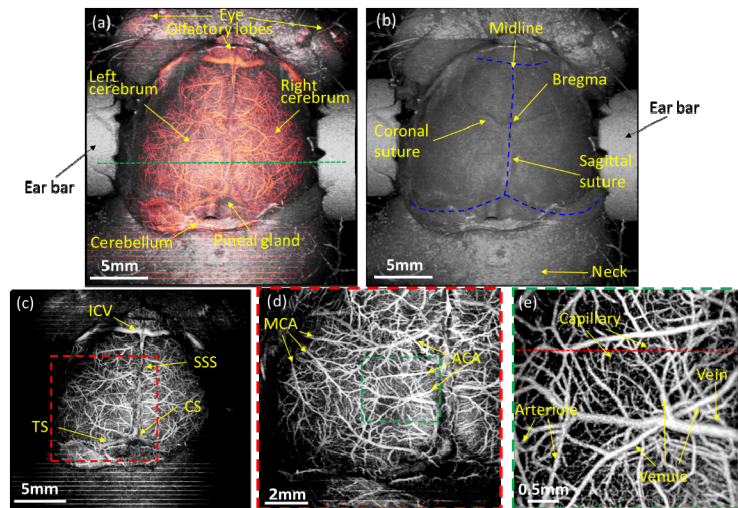 (a)
Eye
Olfactory lobes
Left
cerebrum
Right
cerebrum
Ear bar
Cerebellum
Pineal gland
5mm
(b)
Midline
Bregma
Coronal
suture
Sagittal
suture
Ear bar
Neck
5mm
(c)
ICV
SSS
CS
TS
5mm
(d)
MCA
ACA
2mm
(e)
Capillary
Vein
Arteriole
Venule
0.5mm